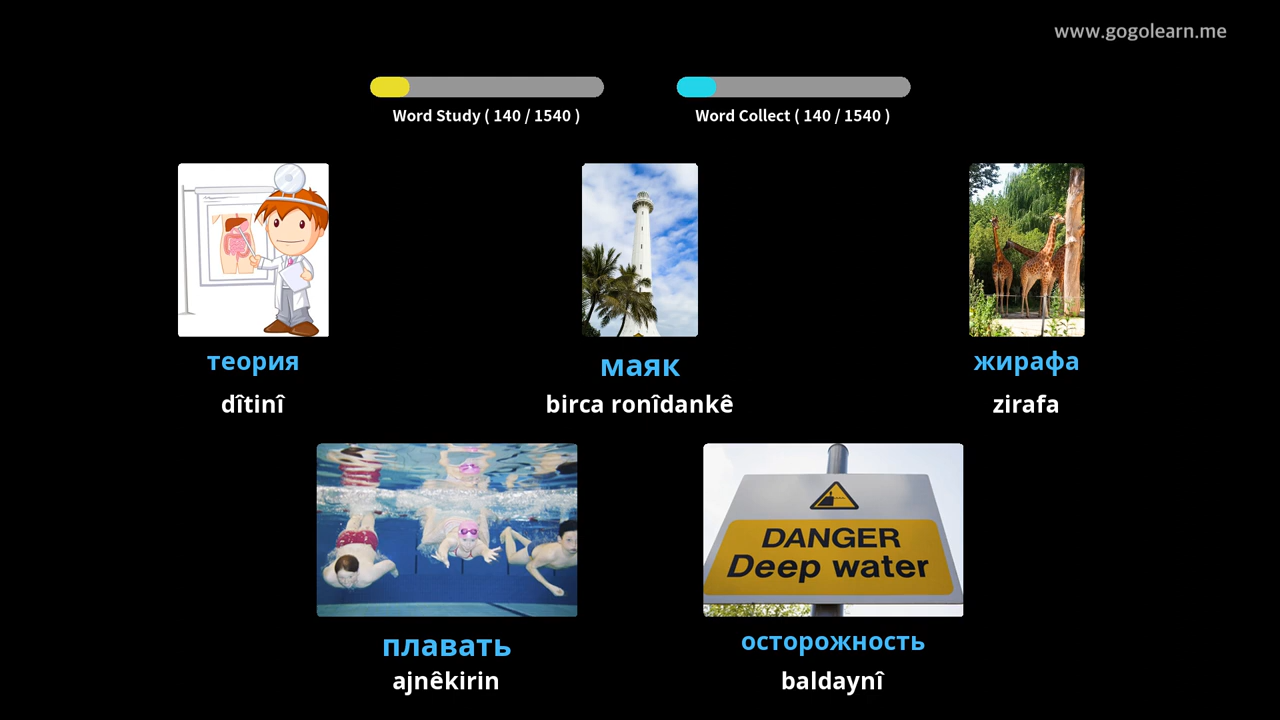 www.gogolearn.me
Word Study ( 140 / 1540 )
Word Collect ( 140 / 1540 )
теория
dîtinî
маяк
birca ronîdankê
жирафа
zirafa
DANGER
Deep water
плавать
ajnêkirin
осторожность
baldaynî